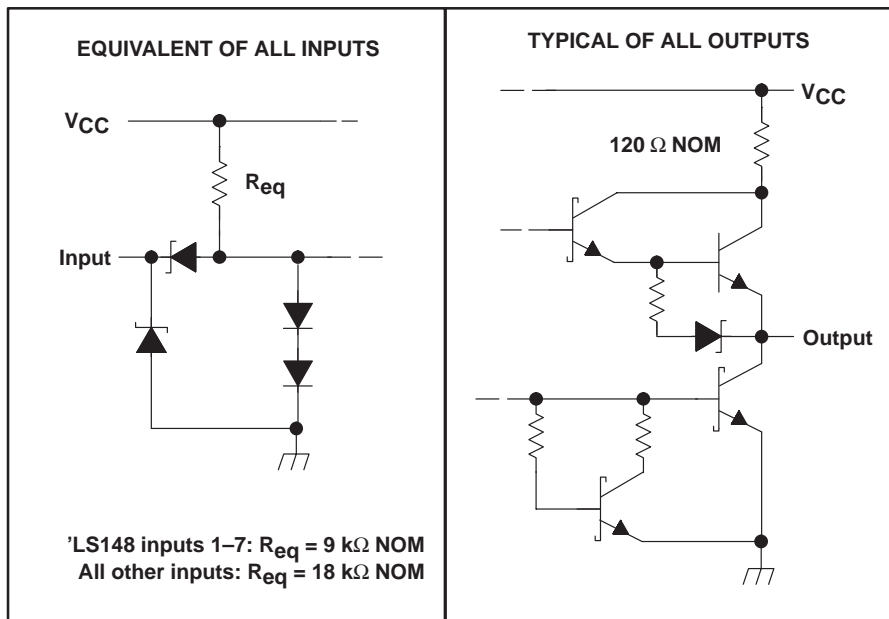 EQUIVALENT OF ALL INPUTS
VCC
Req
Input
'LS148 inputs 1–7: Req = 9 kΩ NOM
All other inputs: Req = 18 kΩ NOM
TYPICAL OF ALL OUTPUTS
VCC
120 Ω NOM
Output